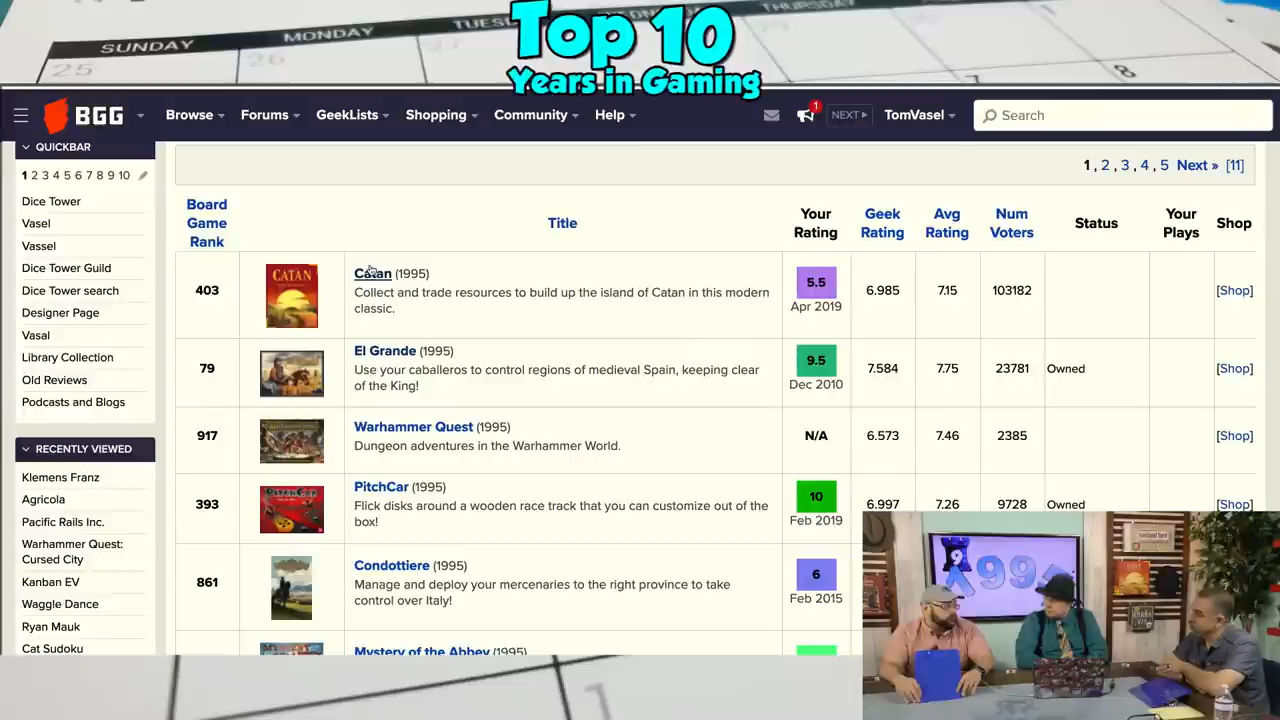 Top 10
Years in Gaming
SUNDAY
MONDAY
THURSDAY
25
26
7
8
1
BGG
Browse
Forums
GeekLists
Shopping
Community
Help
1
NEXT
TomVasel
Search
QUICKBAR
1 2 3 4 5 6 7 8 9 10
Dice Tower
Vasel
Vassel
Dice Tower Guild
Dice Tower search
Designer Page
Vasal
Library Collection
Old Reviews
Podcasts and Blogs
RECENTLY VIEWED
Klemens Franz
Agricola
Pacific Rails Inc.
Warhammer Quest:
Cursed City
Kanban EV
Waggle Dance
Ryan Mauk
Cat Sudoku
1 , 2 , 3 , 4 , 5 Next » [11]
Board Game Rank
Title
Your Rating
Geek Rating
Avg Rating
Num Voters
Status
Your Plays
Shop
403
CATAN
Catan (1995)
Collect and trade resources to build up the island of Catan in this modern
classic.
5.5
Apr 2019
6.985
7.15
103182
[Shop]
79
El Grande (1995)
Use your caballeros to control regions of medieval Spain, keeping clear
of the King!
9.5
Dec 2010
7.584
7.75
23781
Owned
[Shop]
917
Warhammer Quest (1995)
Dungeon adventures in the Warhammer World.
N/A
6.573
7.46
2385
[Shop]
393
PitchCar (1995)
Flick disks around a wooden race track that you can customize out of the
box!
10
Feb 2019
6.997
7.26
9728
Owned
[Shop]
861
Condottiere (1995)
Manage and deploy your mercenaries to the right province to take
control over Italy!
6
Feb 2015
Mystery of the Abbey (1995)
9
199